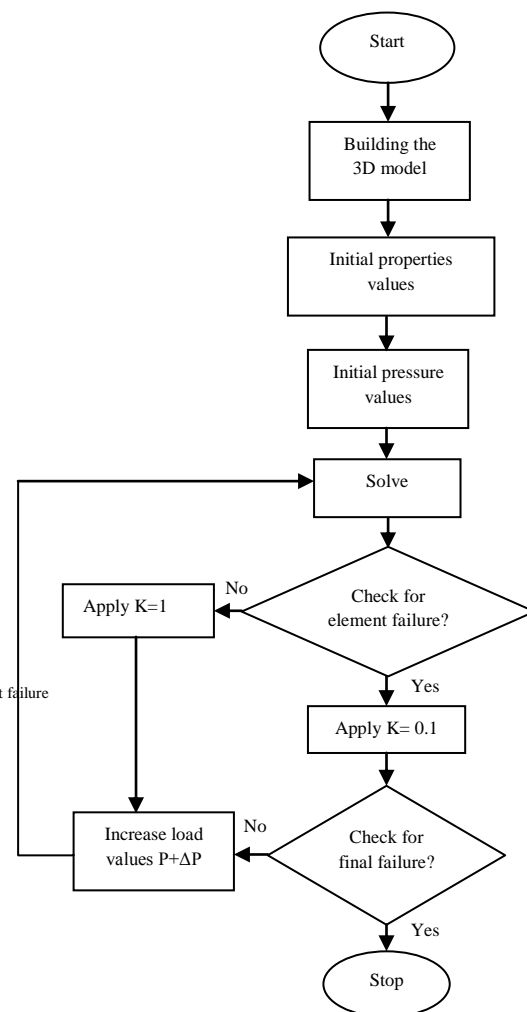 Start
Building the
3D model
Initial properties
values
Initial pressure
values
Solve
Check for
element failure?
No
Apply K=1
Yes
t failure
Apply K= 0.1
Check for
final failure?
No
Increase load
values P+ΔP
Yes
Stop